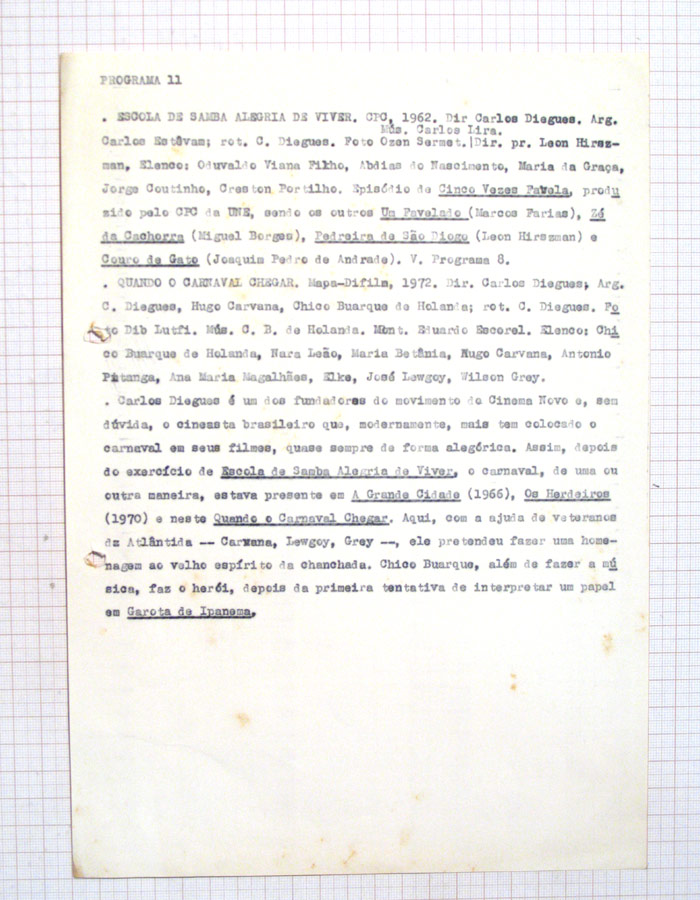 PROGRAMA 11
. ESCOLA DE SAMBA ALEGRIA DE VIVER. CPC, 1962. Dir Carlos Diegues. Arg.
Mús. Carlos Lira.
Carlos Estêvam; rot. C. Diegues. Foto Ozen Sermet.|Dir. pr. Leon Hirsz-
man, Elenco: Oduvaldo Viana Filho, Abdias do Nascimento, Maria da Graça,
Jorge Coutinho, Creston Portilho. Episódio de Cinco Vezes Favela, produ
zido pelo CPC da UNE, sendo os outros Um Favelado (Marcos Farias), Zé
da Cachorra (Miguel Borges), Pedreira de São Diogo (Leon Hirszman) e
Couro de Gato (Joaquim Pedro de Andrade). V. Programa 8.
. QUANDO O CARNAVAL CHEGAR. Mapa-Difilm, 1972. Dir. Carlos Diegues; Arg.
C. Diegues, Hugo Carvana, Chico Buarque de Holanda; rot. C. Diegues. Fo
to Dib Lutfi. Mús. C. B. de Holanda. Mont. Eduardo Escorel. Elenco: Chi
co Buarque de Holanda, Nara Leão, Maria Betânia, Hugo Carvana, Antonio
Pitanga, Ana Maria Magalhães, Elke, José Lewgoy, Wilson Grey.
. Carlos Diegues é um dos fundadores do movimento do Cinema Novo e, sem
dúvida, o cineasta brasileiro que, modernamente, mais tem colocado o
carnaval em seus filmes, quase sempre de forma alegórica. Assim, depois
do exercício de Escola de Samba Alegria de Viver, o carnaval, de uma ou
outra maneira, estava presente em A Grande Cidade (1966), Os Herdeiros
(1970) e neste Quando o Carnaval Chegar. Aqui, com a ajuda de veteranos
da Atlântida -- Carvana, Lewgoy, Grey --, ele pretendeu fazer uma home-
nagem ao velho espírito da chanchada. Chico Buarque, além de fazer a mú
sica, faz o herói, depois da primeira tentativa de interpretar um papel
em Garota de Ipanema.